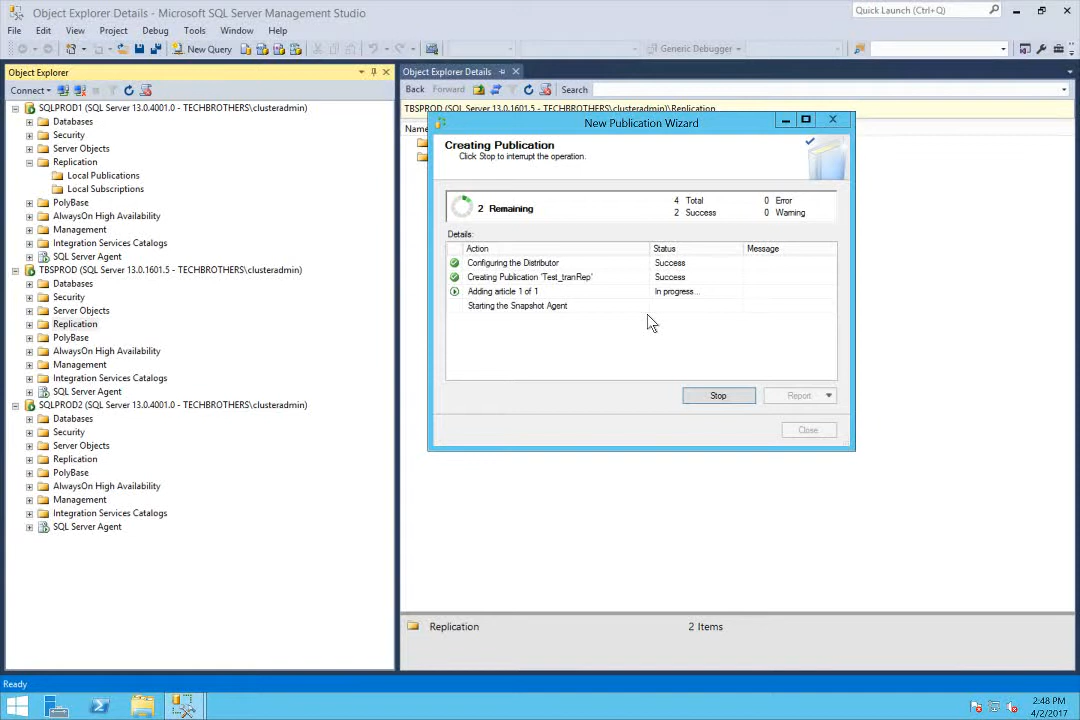 Object Explorer Details - Microsoft SQL Server Management Studio
Quick Launch (Ctrl+Q)
File Edit View Project Debug Tools Window Help
New Query
Generic Debugger
Object Explorer
Connect
SQLPROD1 (SQL Server 13.0.4001.0 - TECHBROTHERS\clusteradmin)
Databases
Security
Server Objects
Replication
Local Publications
Local Subscriptions
PolyBase
AlwaysOn High Availability
Management
Integration Services Catalogs
SQL Server Agent
TBSPROD (SQL Server 13.0.1601.5 - TECHBROTHERS\clusteradmin)
Databases
Security
Server Objects
Replication
PolyBase
AlwaysOn High Availability
Management
Integration Services Catalogs
SQL Server Agent
SQLPROD2 (SQL Server 13.0.4001.0 - TECHBROTHERS\clusteradmin)
Databases
Security
Server Objects
Replication
PolyBase
AlwaysOn High Availability
Management
Integration Services Catalogs
SQL Server Agent
Object Explorer Details
Back Forward Search
TBSPROD (SQL Server 13.0.1601.5 - TECHBROTHERS\clusteradmin)\Replication
Name
New Publication Wizard
Creating Publication
Click Stop to interrupt the operation.
2 Remaining
4 Total 0 Error
2 Success 0 Warning
Details:
Action Status Message
Configuring the Distributor Success
Creating Publication 'Test_tranRep' Success
Adding article 1 of 1 In progress...
Starting the Snapshot Agent
Stop Report
Close
Replication 2 Items
Ready
2:48 PM
4/2/2017